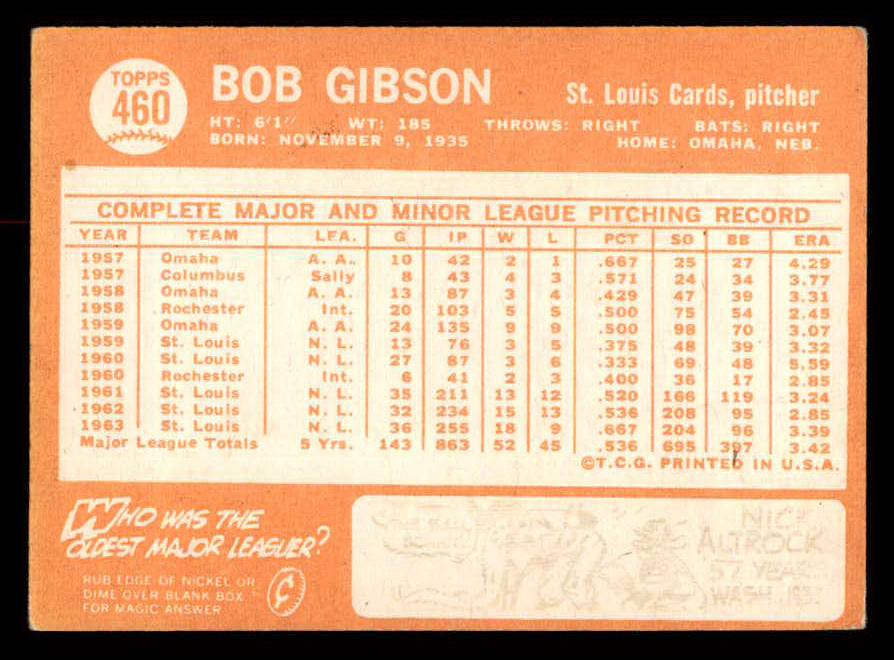 TOPPS
460
BOB GIBSON
St. Louis Cards, pitcher
HT: 6'1" WT: 185 THROWS: RIGHT BATS: RIGHT
BORN: NOVEMBER 9, 1935 HOME: OMAHA, NEB.
COMPLETE MAJOR AND MINOR LEAGUE PITCHING RECORD
YEAR TEAM LEA. G IP W L PCT SO BB ERA
1957 Omaha A. A. 10 42 2 1 .667 25 27 4.29
1957 Columbus Sally 8 43 4 3 .571 24 34 3.77
1958 Omaha A. A. 13 87 3 4 .429 47 39 3.31
1958 Rochester Int. 20 103 5 5 .500 75 54 2.45
1959 Omaha A. A. 24 135 9 9 .500 98 70 3.07
1959 St. Louis N. L. 13 76 3 5 .375 48 39 3.32
1960 St. Louis N. L. 27 87 3 6 .333 69 48 5.59
1960 Rochester Int. 6 41 2 3 .400 36 17 2.85
1961 St. Louis N. L. 35 211 13 12 .520 166 119 3.24
1962 St. Louis N. L. 32 234 15 13 .536 208 95 2.85
1963 St. Louis N. L. 36 255 18 9 .667 204 96 3.39
Major League Totals 5 Yrs. 143 863 52 45 .536 695 397 3.42
©T.C.G. PRINTED IN U.S.A.
WHO WAS THE
OLDEST MAJOR LEAGUER?
RUB EDGE OF NICKEL OR
DIME OVER BLANK BOX
FOR MAGIC ANSWER
NICK
ALTROCK
57 YEAR
WASH.